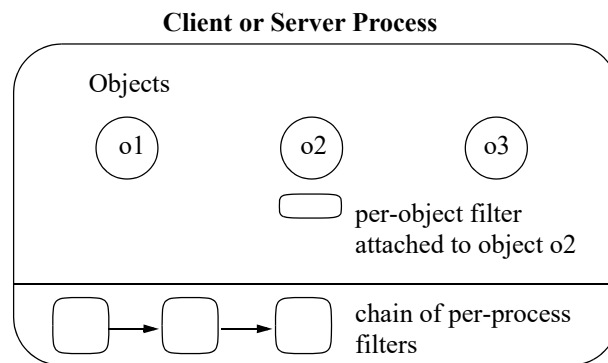 Client or Server Process
Objects
o1
o2
o3
per-object filter
attached to object o2
chain of per-process
filters